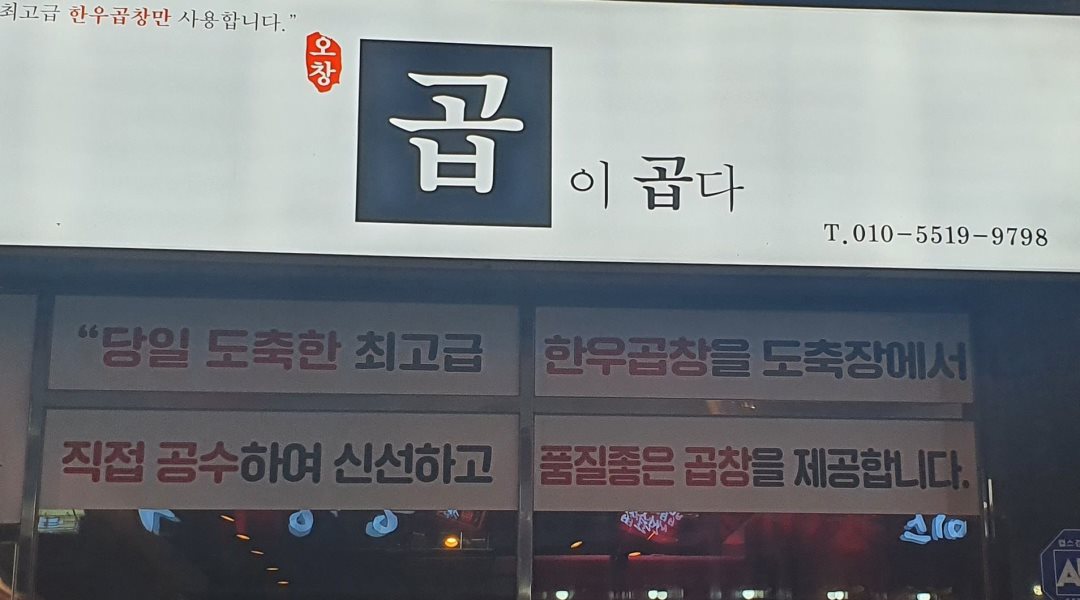 최고급 한우곱창만 사용합니다."
오창
곱이 곱다
T.010-5519-9798
"당일 도축한 최고급 한우곱창을 도축장에서
직접 공수하여 신선하고 품질좋은 곱창을 제공합니다.